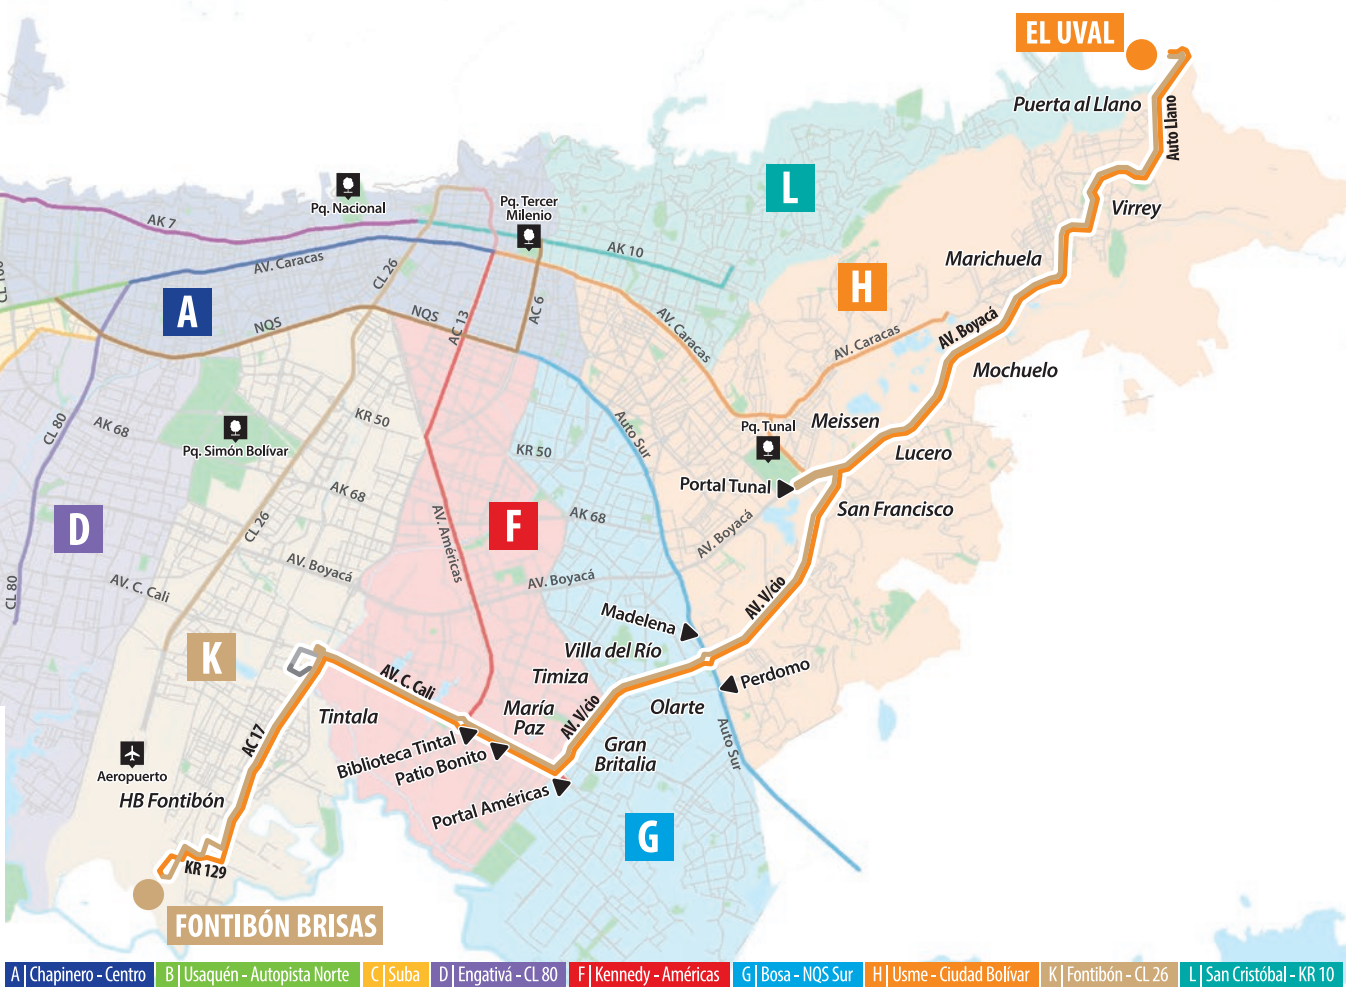 EL UVAL
Puerta al Llano
Auto Llano
L
Pq. Nacional
Pq. Tercer
Milenio
Virrey
AK 7
AK 10
AV. Caracas
CL 26
Marichuela
H
A
NQS
NQS
AC 13
AC 6
AV. Caracas
AV. Caracas
AV. Boyacá
Mochuelo
CL 80
AK 68
KR 50
Auto Sur
Pq. Tunal
Meissen
Pq. Simón Bolívar
KR 50
Lucero
Portal Tunal
AK 68
San Francisco
D
CL 26
AV. Américas
F
AK 68
AV. Boyacá
AV. Boyacá
AV. Boyacá
CL 80
AV. C. Cali
AV. V/cio
Madelena
K
Villa del Río
Timiza
Perdomo
AV. C. Cali
María
Paz
AV. V/cio
Olarte
Tintala
AC 17
Auto Sur
Biblioteca Tintal
Patio Bonito
Gran
Britalia
Aeropuerto
HB Fontibón
Portal Américas
G
KR 129
FONTIBÓN BRISAS
A | Chapinero - Centro B | Usaquén - Autopista Norte C | Suba D | Engativá - CL 80 F | Kennedy - Américas G | Bosa - NQS Sur H | Usme - Ciudad Bolívar K | Fontibón - CL 26 L | San Cristóbal - KR 10